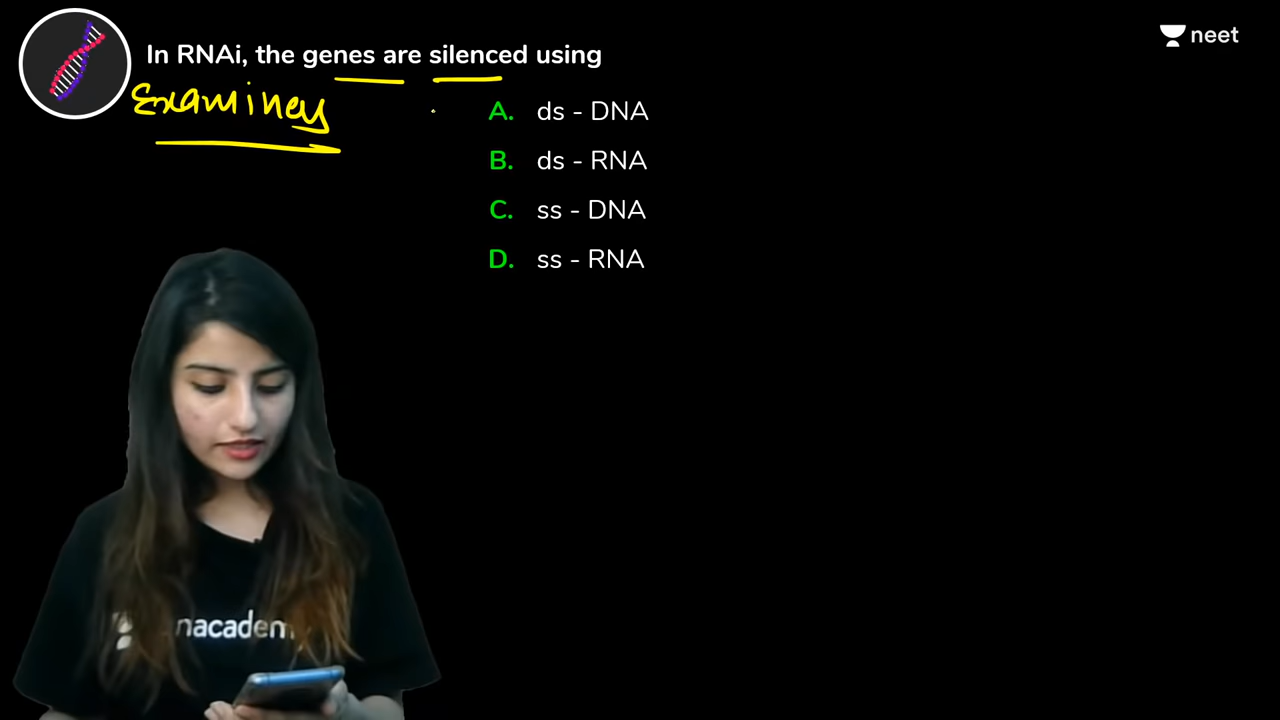 In RNAi, the genes are silenced using
neet
Examiney
A. ds - DNA
B. ds - RNA
C. ss - DNA
D. ss - RNA
nacadem